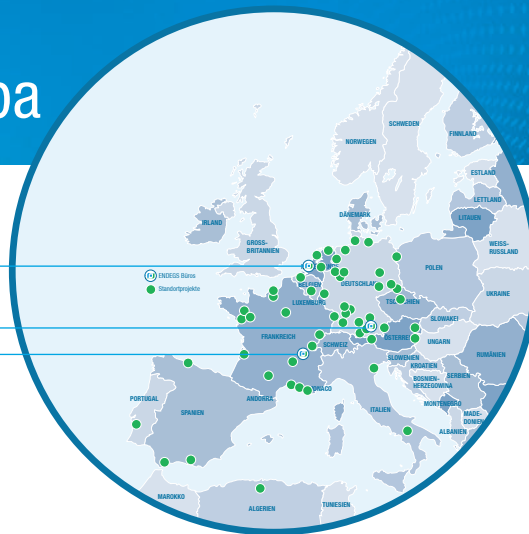 pa
SCHWEDEN
NORWEGEN
FINNLAND
ESTLAND
LETTLAND
LITAUEN
DÄNEMARK
IRLAND
GROSS-
BRITANNIEN
WEISS-
RUSSLAND
POLEN
ENDEGS Büros
Standortprojekte
BELGIEN
DEUTSCHLAND
LUXEMBURG
UKRAINE
TSCHECHIEN
SLOWAKEI
FRANKREICH
SCHWEIZ
ÖSTERREICH
UNGARN
RUMÄNIEN
SLOWENIEN
KROATIEN
BOSNIEN-
HERZEGOWINA
SERBIEN
MONACO
MONTENEGRO
MADE-
DONIEN
ALBANIEN
ITALIEN
PORTUGAL
SPANIEN
ANDORRA
MAROKKO
ALGERIEN
TUNESIEN